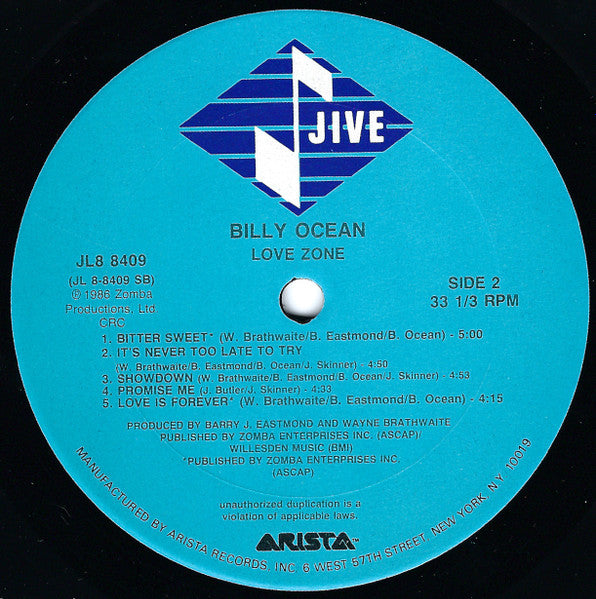 JIVE
BILLY OCEAN
LOVE ZONE
JL8 8409
(JL 8-8409 SB)
℗ 1986 Zomba
Productions, Ltd
CRC
SIDE 2
33 1/3 RPM
1. BITTER SWEET* (W. Brathwaite/B. Eastmond/B. Ocean) - 5:00
2. IT'S NEVER TOO LATE TO TRY
(W. Brathwaite/B. Eastmond/B. Ocean/J. Skinner) - 4:50
3. SHOWDOWN (W. Brathwaite/B. Eastmond/B. Ocean/J. Skinner) - 4:53
4. PROMISE ME (J. Butler/J. Skinner) - 4:33
5. LOVE IS FOREVER* (W. Brathwaite/B. Eastmond/B. Ocean) - 4:15
PRODUCED BY BARRY J. EASTMOND AND WAYNE BRATHWAITE
PUBLISHED BY ZOMBA ENTERPRISES INC. (ASCAP)/
WILLESDEN MUSIC (BMI)
*PUBLISHED BY ZOMBA ENTERPRISES INC.
(ASCAP)
unauthorized duplication is a
violation of applicable laws.
ARISTA™
MANUFACTURED BY ARISTA RECORDS, INC. 6 WEST 57TH STREET, NEW YORK, N.Y. 10019